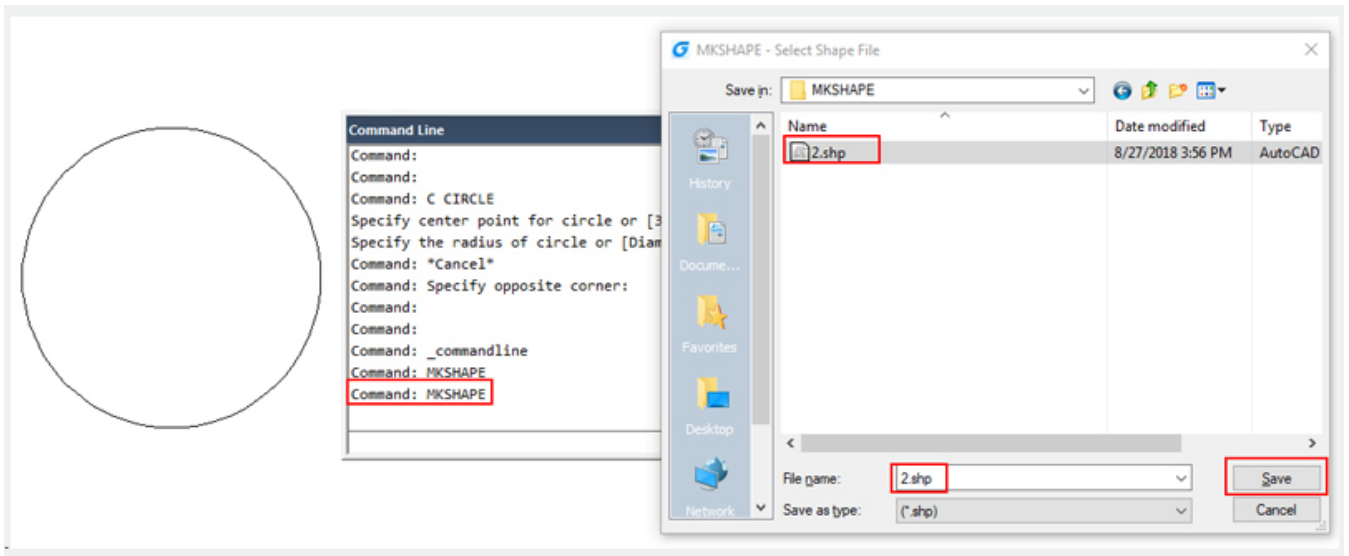 MKSHAPE - Select Shape File
Save in: MKSHAPE
Name Date modified Type
2.shp 8/27/2018 3:56 PM AutoCAD
History
Docume...
Favorites
Desktop
Network
File name: 2.shp Save
Save as type: (*.shp) Cancel
Command Line
Command:
Command:
Command: C CIRCLE
Specify center point for circle or [3
Specify the radius of circle or [Diam
Command: *Cancel*
Command: Specify opposite corner:
Command:
Command:
Command: _commandline
Command: MKSHAPE
Command: MKSHAPE